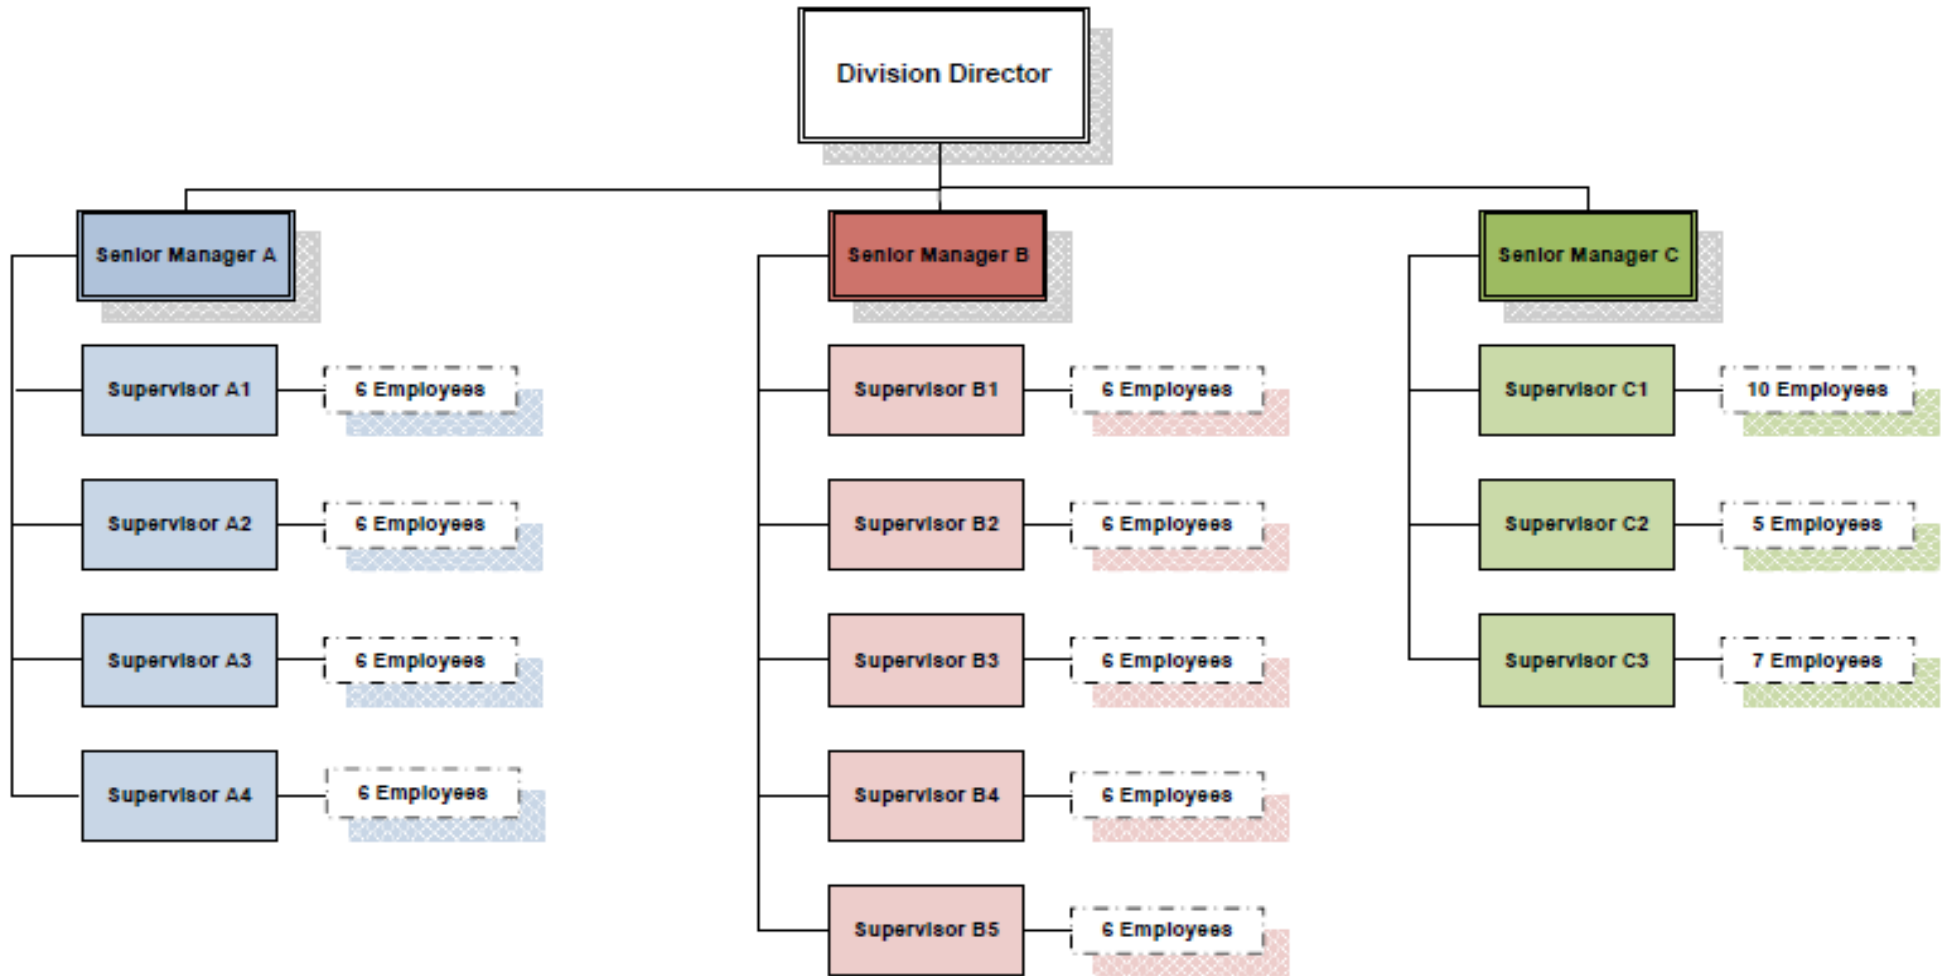 Division Director
Senior Manager A
Senior Manager B
Senior Manager C
Supervisor A1
6 Employees
Supervisor B1
6 Employees
Supervisor C1
10 Employees
Supervisor A2
6 Employees
Supervisor B2
6 Employees
Supervisor C2
5 Employees
Supervisor A3
6 Employees
Supervisor B3
6 Employees
Supervisor C3
7 Employees
Supervisor A4
6 Employees
Supervisor B4
6 Employees
Supervisor B5
6 Employees